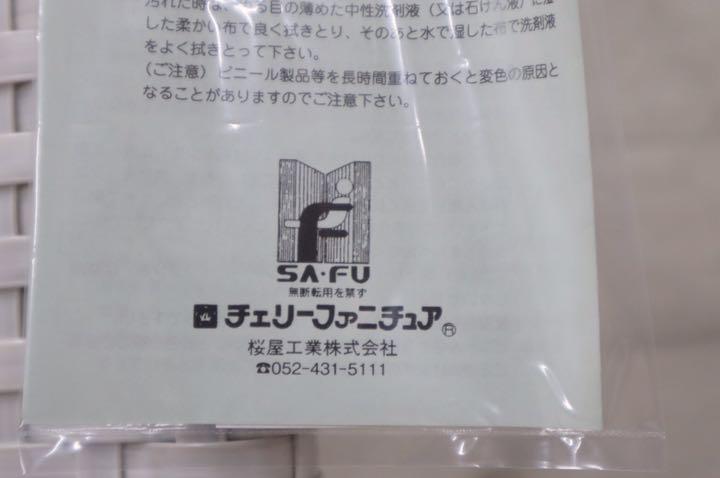 汚れた時は、
目の薄めた中性洗剤液（又は石けん液）に湿
した柔かい布で良く拭きとり、そのあと水で湿した布で洗剤液
をよく拭きとって下さい。
（ご注意）ビニール製品等を長時間重ねておくと変色の原因と
なることがありますのでご注意下さい。
f
SA·FU
無断転用を禁ず
チェリーファニチュア®
桜屋工業株式会社
☎052-431-5111